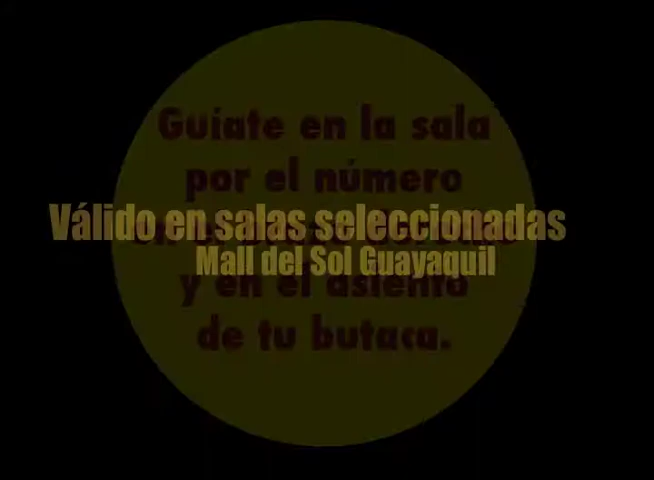 Guiate en la sala
por el número
Válido en salas seleccionadas
Mall del Sol Guayaquil
y en el asiento
de tu butaca.